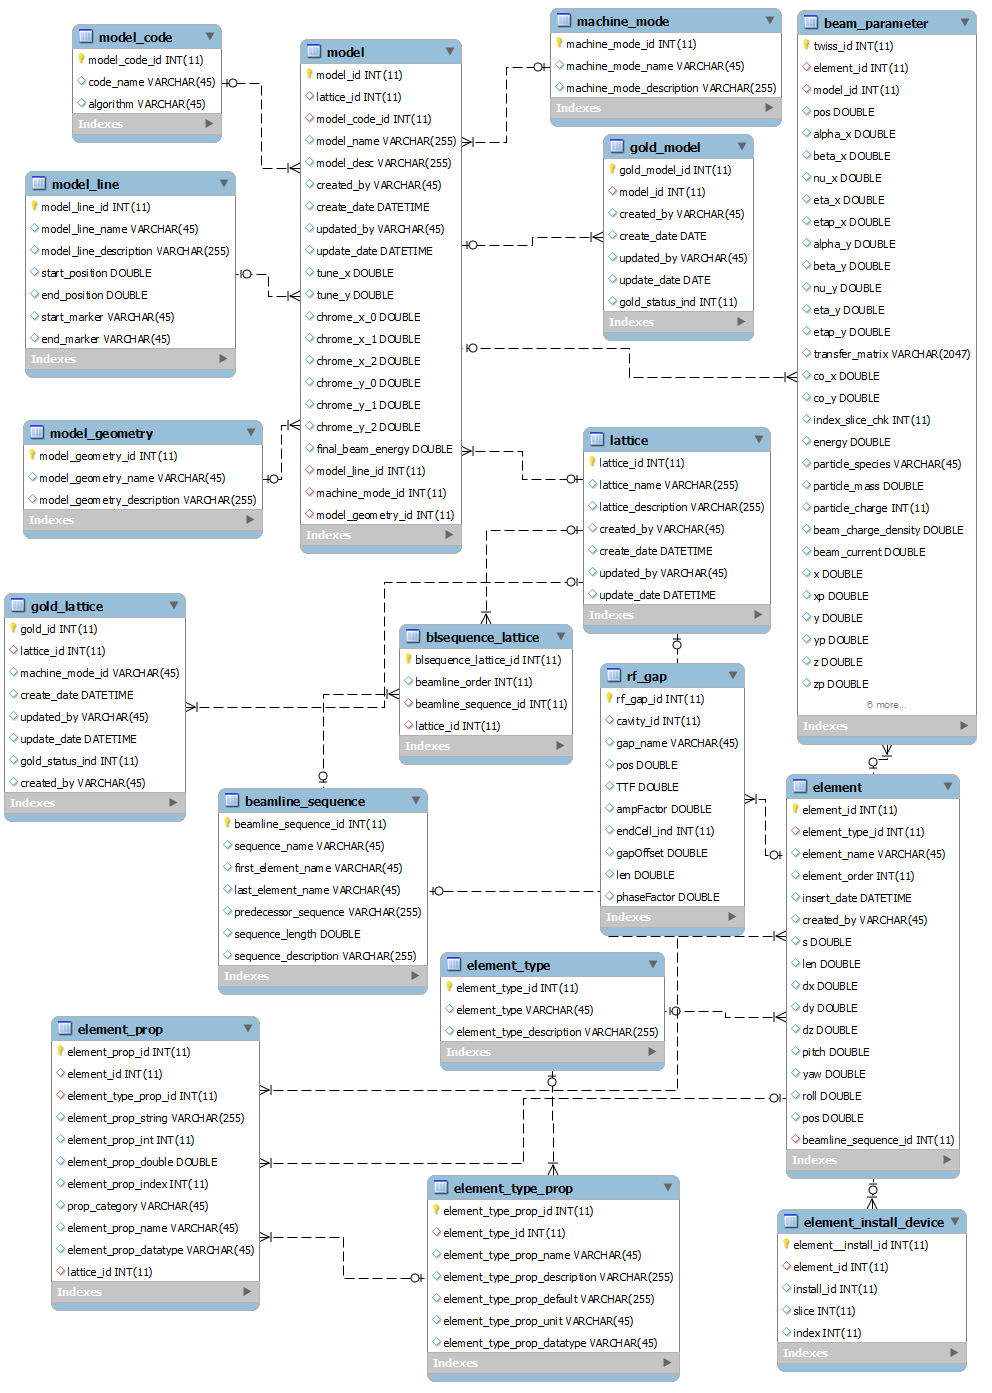 model_code
model_code_id INT(11)
code_name VARCHAR(45)
algorithm VARCHAR(45)
Indexes
model_line
model_line_id INT(11)
model_line_name VARCHAR(45)
model_line_description VARCHAR(255)
start_position DOUBLE
end_position DOUBLE
start_marker VARCHAR(45)
end_marker VARCHAR(45)
Indexes
model_geometry
model_geometry_id INT(11)
model_geometry_name VARCHAR(45)
model_geometry_description VARCHAR(255)
Indexes
model
model_id INT(11)
lattice_id INT(11)
model_code_id INT(11)
model_name VARCHAR(255)
model_desc VARCHAR(255)
created_by VARCHAR(45)
create_date DATETIME
updated_by VARCHAR(45)
update_date DATETIME
tune_x DOUBLE
tune_y DOUBLE
chrome_x_0 DOUBLE
chrome_x_1 DOUBLE
chrome_x_2 DOUBLE
chrome_y_0 DOUBLE
chrome_y_1 DOUBLE
chrome_y_2 DOUBLE
final_beam_energy DOUBLE
model_line_id INT(11)
machine_mode_id INT(11)
model_geometry_id INT(11)
Indexes
machine_mode
machine_mode_id INT(11)
machine_mode_name VARCHAR(45)
machine_mode_description VARCHAR(255)
Indexes
gold_model
gold_model_id INT(11)
model_id INT(11)
created_by VARCHAR(45)
create_date DATE
updated_by VARCHAR(45)
update_date DATE
gold_status_ind INT(11)
Indexes
beam_parameter
twiss_id INT(11)
element_id INT(11)
model_id INT(11)
pos DOUBLE
alpha_x DOUBLE
beta_x DOUBLE
nu_x DOUBLE
eta_x DOUBLE
etap_x DOUBLE
alpha_y DOUBLE
beta_y DOUBLE
nu_y DOUBLE
eta_y DOUBLE
etap_y DOUBLE
transfer_matrix VARCHAR(2047)
co_x DOUBLE
co_y DOUBLE
index_slice_chk INT(11)
energy DOUBLE
particle_species VARCHAR(45)
particle_mass DOUBLE
particle_charge INT(11)
beam_charge_density DOUBLE
beam_current DOUBLE
x DOUBLE
xp DOUBLE
y DOUBLE
yp DOUBLE
z DOUBLE
zp DOUBLE
6 more...
Indexes
lattice
lattice_id INT(11)
lattice_name VARCHAR(255)
lattice_description VARCHAR(255)
created_by VARCHAR(45)
create_date DATETIME
updated_by VARCHAR(45)
update_date DATETIME
Indexes
gold_lattice
gold_id INT(11)
lattice_id INT(11)
machine_mode_id VARCHAR(45)
create_date DATETIME
updated_by VARCHAR(45)
update_date DATETIME
gold_status_ind INT(11)
created_by VARCHAR(45)
Indexes
blsequence_lattice
blsequence_lattice_id INT(11)
beamline_order INT(11)
beamline_sequence_id INT(11)
lattice_id INT(11)
Indexes
rf_gap
rf_gap_id INT(11)
cavity_id INT(11)
gap_name VARCHAR(45)
pos DOUBLE
TTF DOUBLE
ampFactor DOUBLE
endCell_ind INT(11)
gapOffset DOUBLE
len DOUBLE
phaseFactor DOUBLE
Indexes
beamline_sequence
beamline_sequence_id INT(11)
sequence_name VARCHAR(45)
first_element_name VARCHAR(45)
last_element_name VARCHAR(45)
predecessor_sequence VARCHAR(255)
sequence_length DOUBLE
sequence_description VARCHAR(255)
Indexes
element
element_id INT(11)
element_type_id INT(11)
element_name VARCHAR(45)
element_order INT(11)
insert_date DATETIME
created_by VARCHAR(45)
s DOUBLE
len DOUBLE
dx DOUBLE
dy DOUBLE
dz DOUBLE
pitch DOUBLE
yaw DOUBLE
roll DOUBLE
pos DOUBLE
beamline_sequence_id INT(11)
Indexes
element_type
element_type_id INT(11)
element_type VARCHAR(45)
element_type_description VARCHAR(255)
Indexes
element_prop
element_prop_id INT(11)
element_id INT(11)
element_type_prop_id INT(11)
element_prop_string VARCHAR(255)
element_prop_int INT(11)
element_prop_double DOUBLE
element_prop_index INT(11)
prop_category VARCHAR(45)
element_prop_name VARCHAR(45)
element_prop_datatype VARCHAR(45)
lattice_id INT(11)
Indexes
element_type_prop
element_type_prop_id INT(11)
element_type_id INT(11)
element_type_prop_name VARCHAR(45)
element_type_prop_description VARCHAR(255)
element_type_prop_default VARCHAR(255)
element_type_prop_unit VARCHAR(45)
element_type_prop_datatype VARCHAR(45)
Indexes
element_install_device
element__install_id INT(11)
element_id INT(11)
install_id INT(11)
slice INT(11)
index INT(11)
Indexes